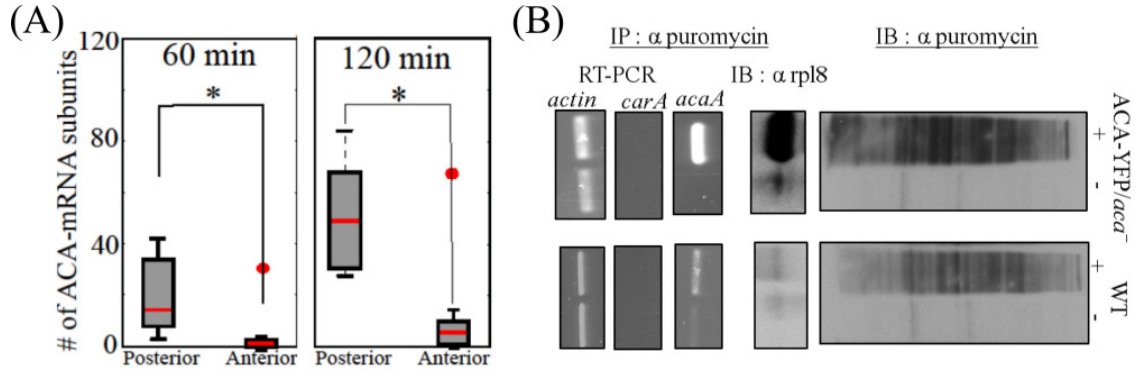 (A)
# of ACA-mRNA subunits
120
80
40
0
60 min
*
Posterior Anterior
120 min
*
Posterior Anterior
(B)
IP : α puromycin
IB : α puromycin
RT-PCR
IB : α rpl8
actin carA acaA
+
-
ACA-YFP/aca⁻
+
-
WT